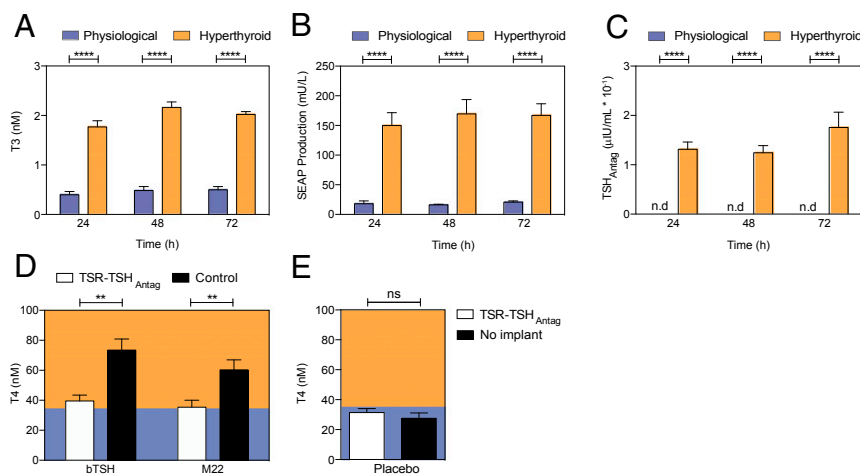 A
Physiological Hyperthyroid
**** **** ****
T3 (nM)
3
2
1
0
24 48 72
Time (h)
B
Physiological Hyperthyroid
**** **** ****
SEAP Production (mU/L)
250
200
150
100
50
0
24 48 72
Time (h)
C
Physiological Hyperthyroid
**** **** ****
TSHAntag (µIU/mL * 10-1)
3
2
1
0
n.d n.d n.d
24 48 72
Time (h)
D
TSR-TSHAntag Control
** **
T4 (nM)
100
80
60
40
20
0
bTSH M22
E
ns
TSR-TSHAntag
No implant
T4 (nM)
100
80
60
40
20
0
Placebo